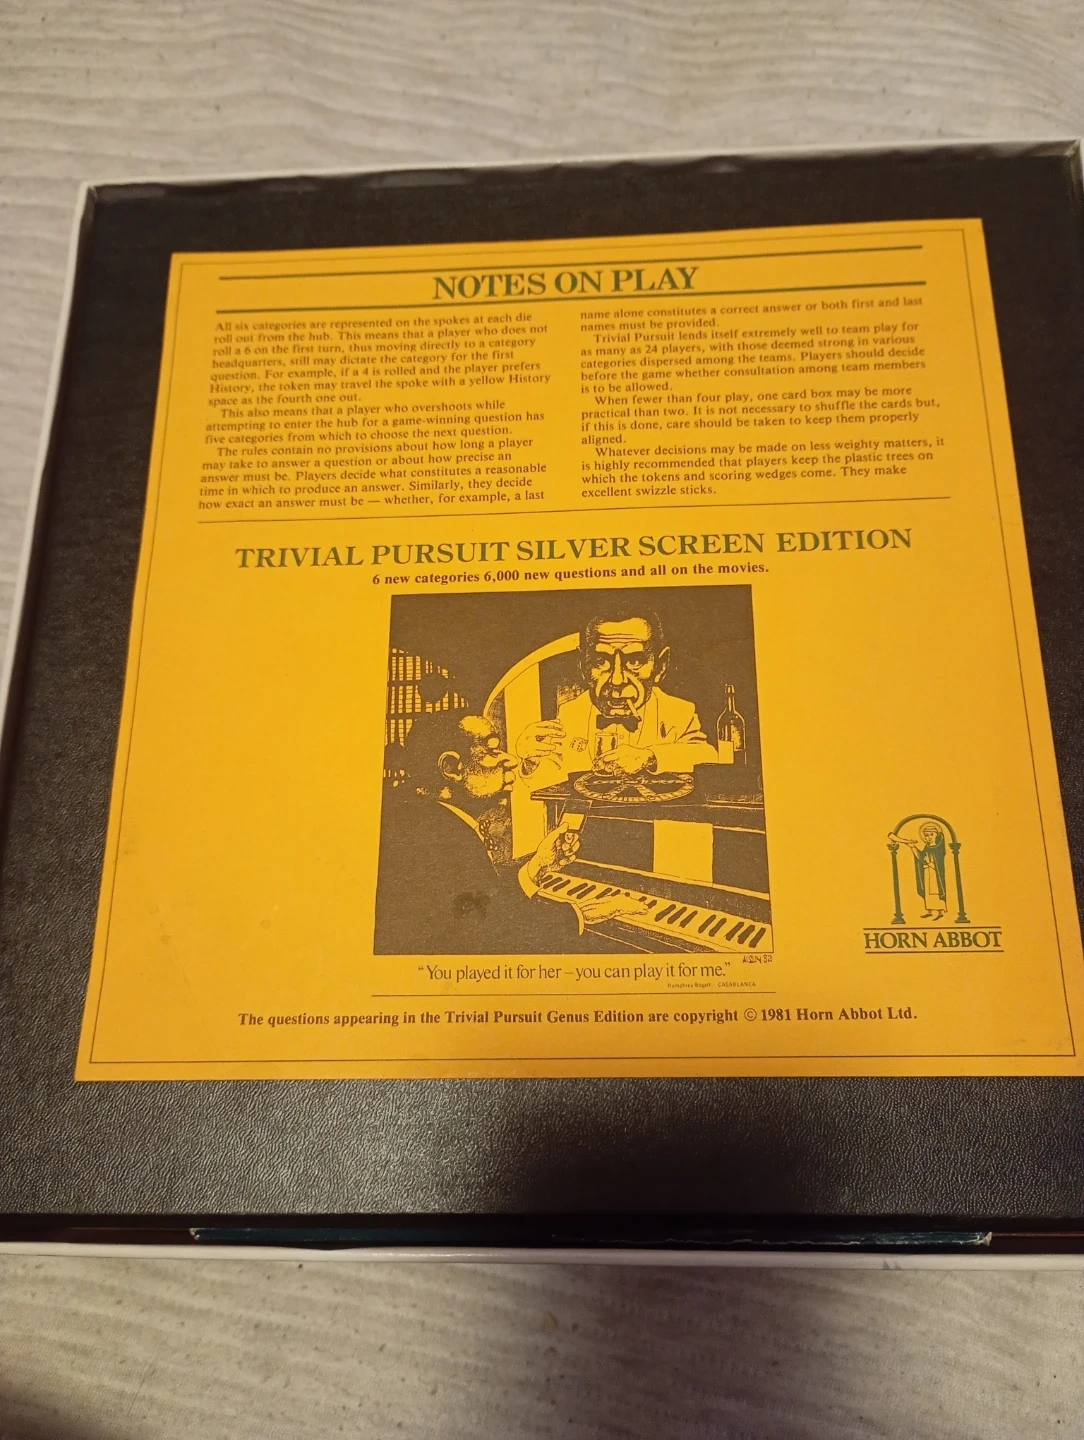 NOTES ON PLAY
All six categories are represented on the spokes at each die
roll out from the hub. This means that a player who does not
roll a 6 on the first turn, thus moving directly to a category
headquarters, still may dictate the category for the first
question. For example, if a 4 is rolled and the player prefers
History, the token may travel the spoke with a yellow History
space as the fourth one out.
This also means that a player who overshoots while
attempting to enter the hub for a game-winning question has
five categories from which to choose the next question.
The rules contain no provisions about how long a player
may take to answer a question or about how precise an
answer must be. Players decide what constitutes a reasonable
time in which to produce an answer. Similarly, they decide
how exact an answer must be — whether, for example, a last
name alone constitutes a correct answer or both first and last
names must be provided.
Trivial Pursuit lends itself extremely well to team play for
as many as 24 players, with those deemed strong in various
categories dispersed among the teams. Players should decide
before the game whether consultation among team members
is to be allowed.
When fewer than four play, one card box may be more
practical than two. It is not necessary to shuffle the cards but,
if this is done, care should be taken to keep them properly
aligned.
Whatever decisions may be made on less weighty matters, it
is highly recommended that players keep the plastic trees on
which the tokens and scoring wedges come. They make
excellent swizzle sticks.
TRIVIAL PURSUIT SILVER SCREEN EDITION
6 new categories 6,000 new questions and all on the movies.
HORN ABBOT
"You played it for her – you can play it for me."
Humphrey Bogart CASABLANCA
The questions appearing in the Trivial Pursuit Genus Edition are copyright © 1981 Horn Abbot Ltd.